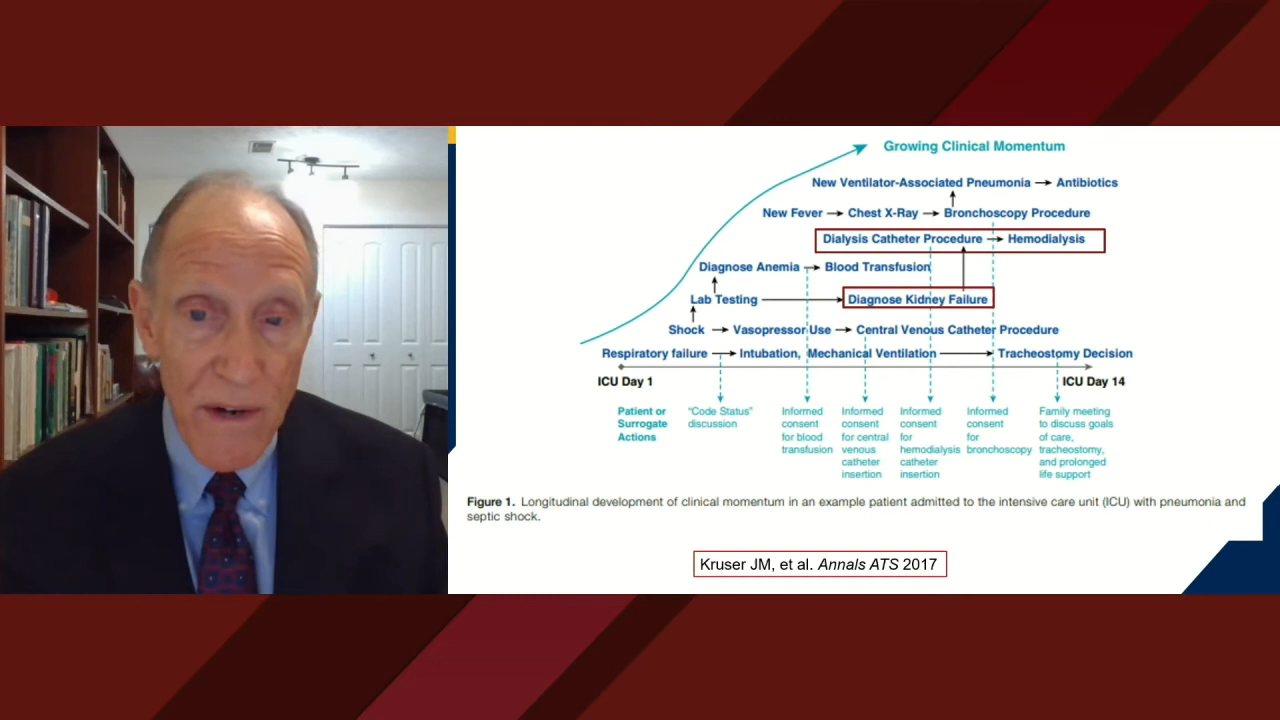 Growing Clinical Momentum
New Ventilator-Associated Pneumonia → Antibiotics
New Fever → Chest X-Ray → Bronchoscopy Procedure
Dialysis Catheter Procedure → Hemodialysis
Diagnose Anemia → Blood Transfusion
Lab Testing → Diagnose Kidney Failure
Shock → Vasopressor Use → Central Venous Catheter Procedure
Respiratory failure → Intubation, Mechanical Ventilation → Tracheostomy Decision
ICU Day 1
ICU Day 14
Patient or
Surrogate
Actions
"Code Status"
discussion
Informed
consent
for blood
transfusion
Informed
consent
for central
venous
catheter
insertion
Informed
consent
for
hemodialysis
catheter
insertion
Informed
consent
for
bronchoscopy
Family meeting
to discuss goals
of care,
tracheostomy,
and prolonged
life support
Figure 1. Longitudinal development of clinical momentum in an example patient admitted to the intensive care unit (ICU) with pneumonia and
septic shock.
Kruser JM, et al. Annals ATS 2017